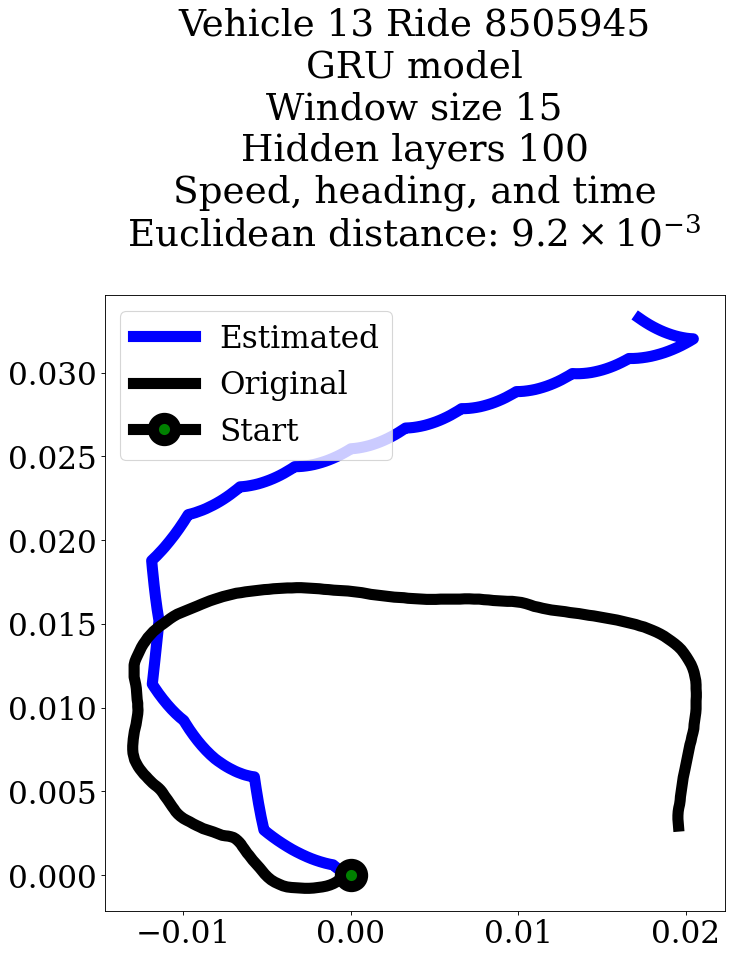 Vehicle 13 Ride 8505945
GRU model
Window size 15
Hidden layers 100
Speed, heading, and time
Euclidean distance: 9.2 × 10⁻³
Estimated
Original
Start
0.030
0.025
0.020
0.015
0.010
0.005
0.000
−0.01 0.00 0.01 0.02